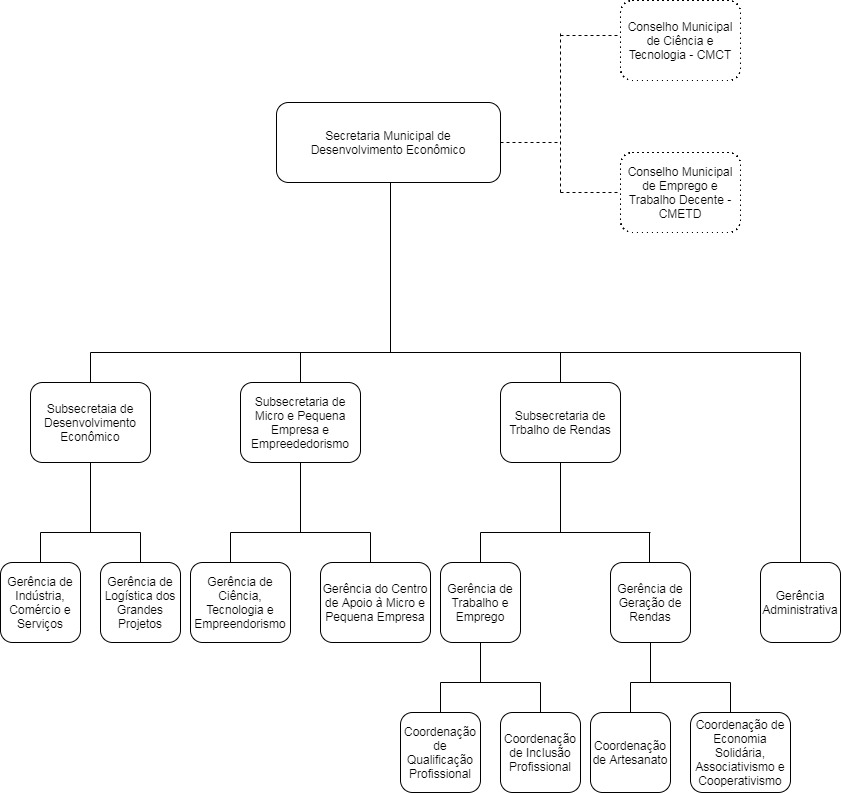 Conselho Municipal
de Ciência e
Tecnologia - CMCT
Secretaria Municipal de
Desenvolvimento Econômico
Conselho Municipal
de Emprego e
Trabalho Decente -
CMETD
Subsecretaia de
Desenvolvimento
Econômico
Subsecretaria de
Micro e Pequena
Empresa e
Empreededorismo
Subsecretaria de
Trbalho de Rendas
Gerência de
Indústria,
Comércio e
Serviços
Gerência de
Logística dos
Grandes
Projetos
Gerência de
Ciência,
Tecnologia e
Empreendorismo
Gerência do Centro
de Apoio à Micro e
Pequena Empresa
Gerência de
Trabalho e
Emprego
Gerência de
Geração de
Rendas
Gerência
Administrativa
Coordenação
de
Qualificação
Profissional
Coordenação
de Inclusão
Profissional
Coordenação
de Artesanato
Coordenação de
Economia
Solidária,
Associativismo e
Cooperativismo